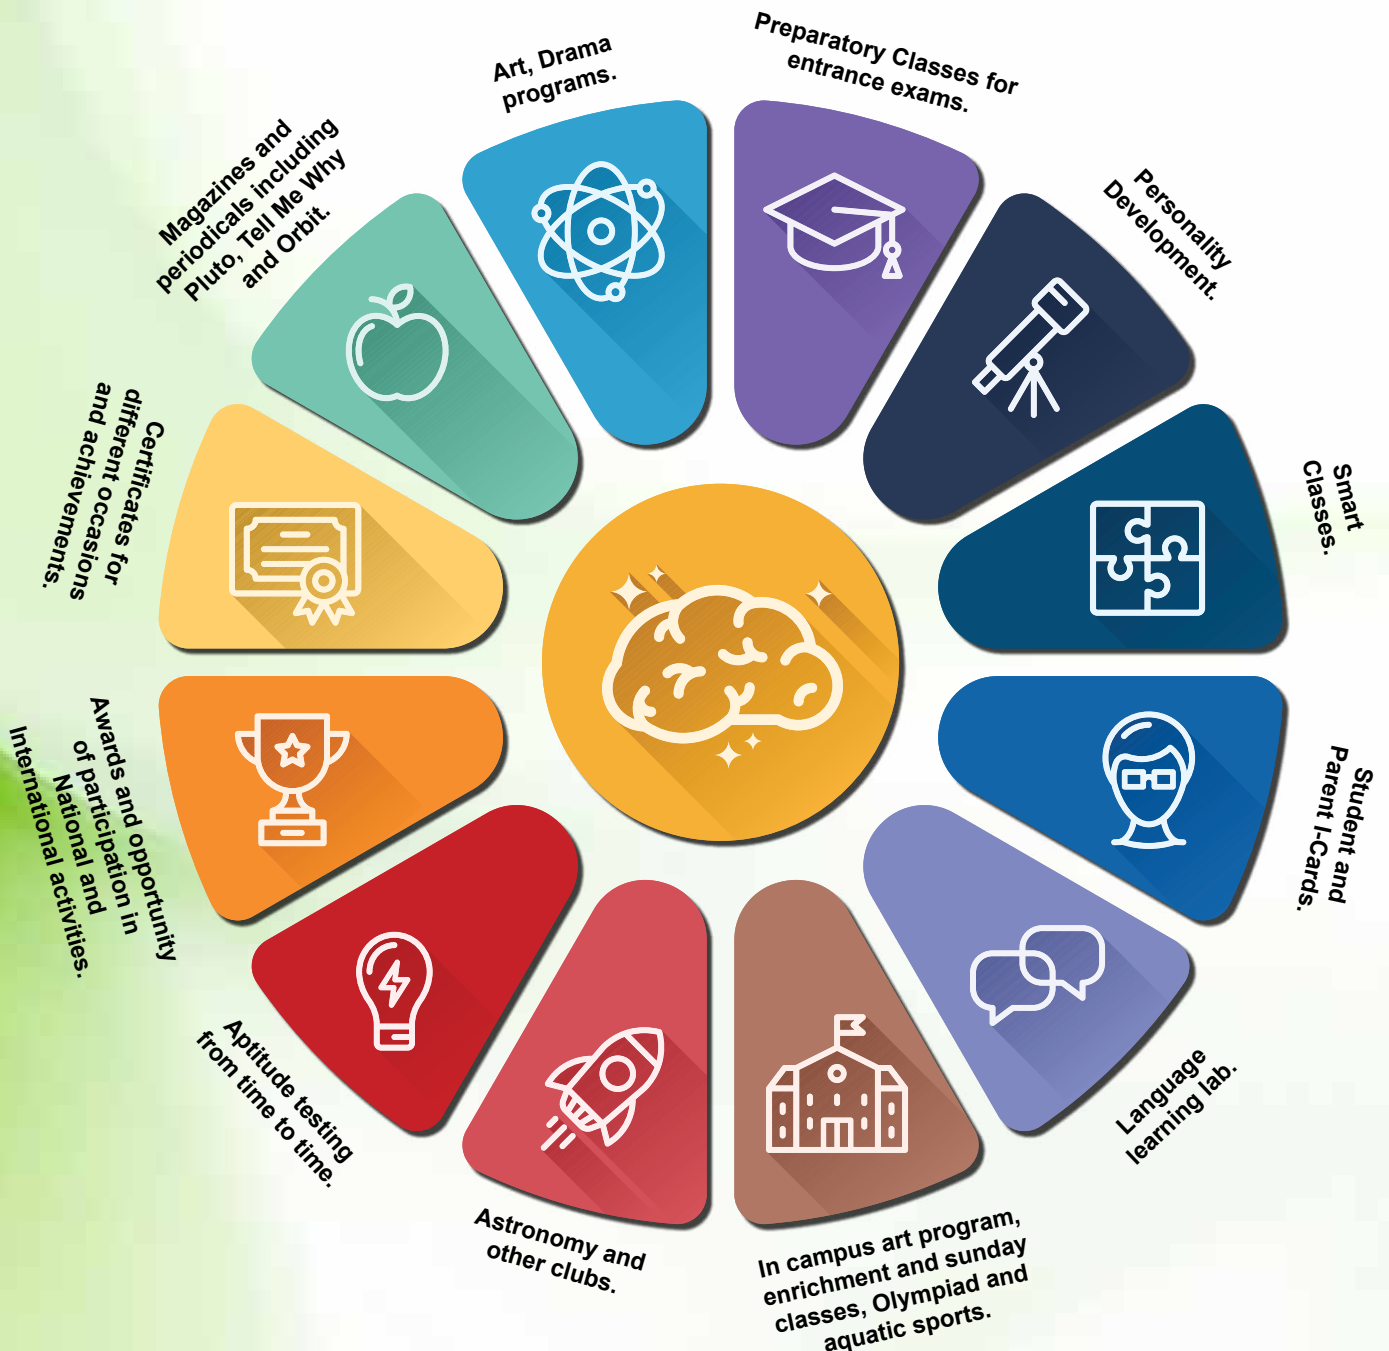 Art, Drama
programs.
Preparatory Classes for
entrance exams.
Personality
Development.
Smart
Classes.
Student and
Parent I-Cards.
Language
learning lab.
In campus art program,
enrichment and sunday
classes, Olympiad and
aquatic sports.
Astronomy and
other clubs.
Aptitude testing
from time to time.
Awards and opportunity
of participation in
National and
International activities.
Certificates for
different occasions
and achievements.
Magazines and
periodicals including
Pluto, Tell Me Why
and Orbit.